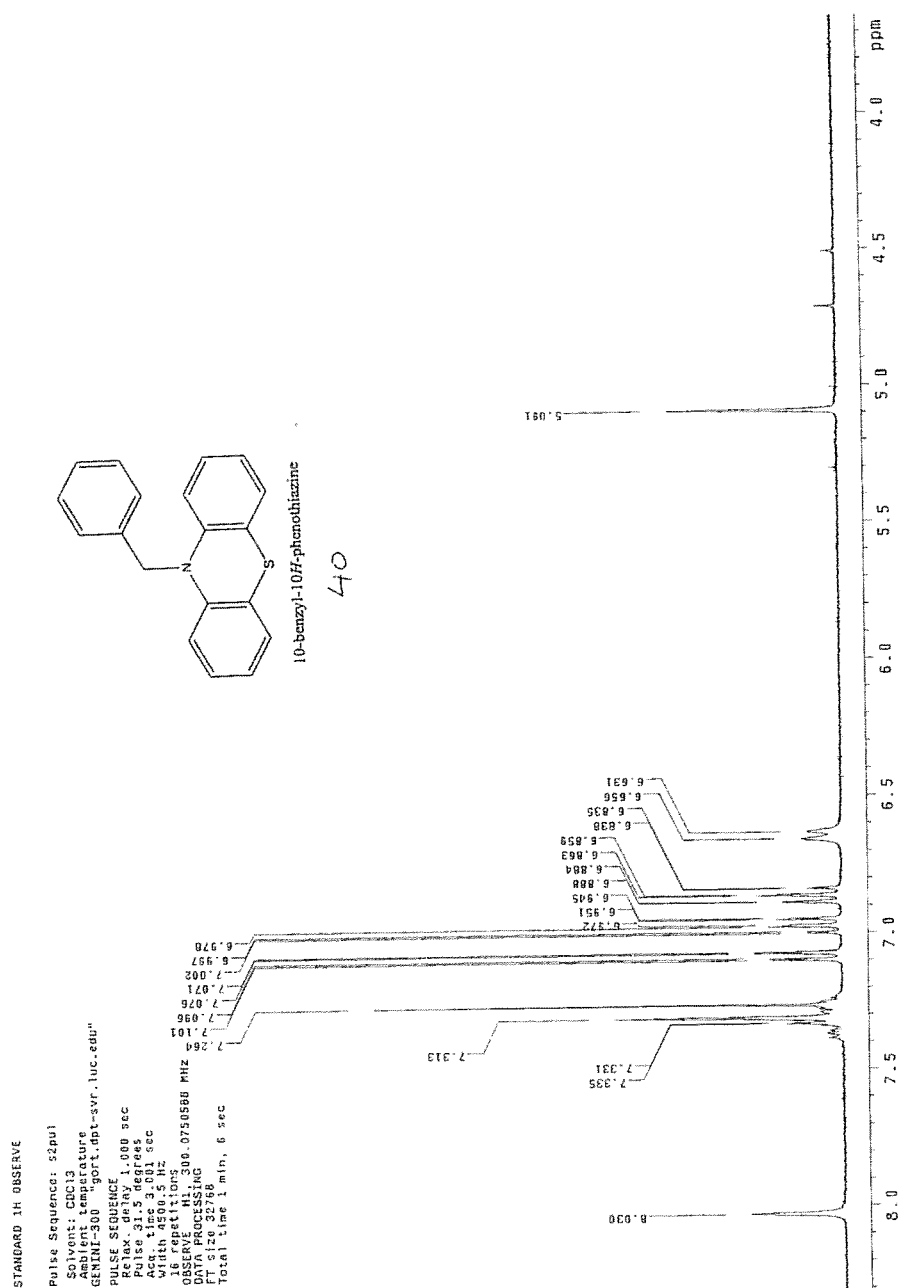 STANDARD 1H OBSERVE
Pulse Sequence: s2pul
Solvent: CDCl3
Ambient temperature
GEMINI-300 "gort.dpt-svr.luc.edu"
PULSE SEQUENCE
Relax. delay 1.000 sec
Pulse 31.5 degrees
Acq. time 3.001 sec
Width 4500.5 Hz
16 repetitions
OBSERVE H1, 300.0750588 MHz
DATA PROCESSING
FT size 32768
Total time 1 min, 6 sec
N
S
10-benzyl-10H-phenothiazine
40
8.030
7.335
7.331
7.313
7.264
7.101
7.096
7.076
7.071
7.002
6.997
6.978
6.972
6.951
6.945
6.888
6.884
6.863
6.859
6.838
6.835
6.656
6.631
5.091
8.0 7.5 7.0 6.5 6.0 5.5 5.0 4.5 4.0 ppm